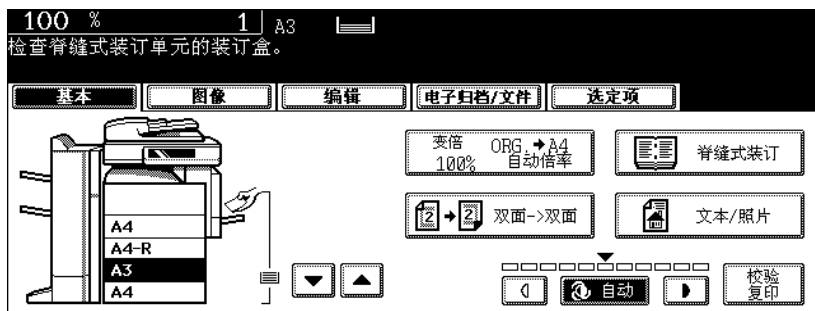 100 % 1 A3
检查脊缝式装订单元的装订盒。
基本 图像 编辑 电子归档/文件 选定项
变倍 ORG.➔A4
100% 自动倍率
脊缝式装订
2➔2 双面->双面
文本/照片
A4
A4-R
A3
A4
自动
校验
复印